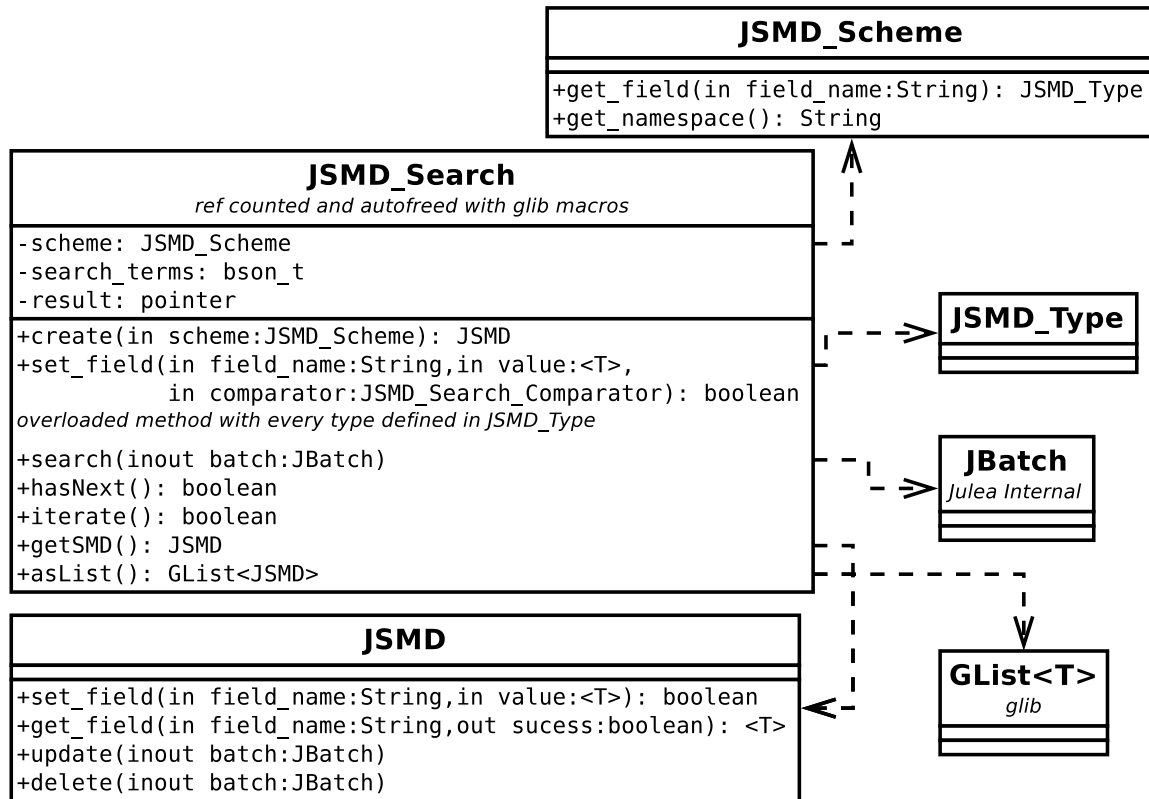 JSMD_Scheme
+get_field(in field_name:String): JSMD_Type
+get_namespace(): String
JSMD_Search
ref counted and autofreed with glib macros
-scheme: JSMD_Scheme
-search_terms: bson_t
-result: pointer
+create(in scheme:JSMD_Scheme): JSMD
+set_field(in field_name:String,in value:<T>,
in comparator:JSMD_Search_Comparator): boolean
overloaded method with every type defined in JSMD_Type
+search(inout batch:JBatch)
+hasNext(): boolean
+iterate(): boolean
+getSMD(): JSMD
+asList(): GList<JSMD>
JSMD_Type
JBatch
Julea Internal
JSMD
+set_field(in field_name:String,in value:<T>): boolean
+get_field(in field_name:String,out sucess:boolean): <T>
+update(inout batch:JBatch)
+delete(inout batch:JBatch)
GList<T>
glib